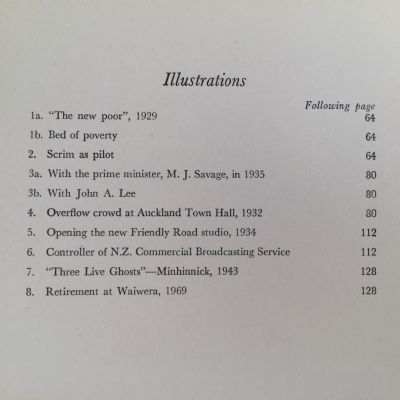 Illustrations
Following page
1a. "The new poor", 1929 64
1b. Bed of poverty 64
2. Scrim as pilot 64
3a. With the prime minister, M. J. Savage, in 1935 80
3b. With John A. Lee 80
4. Overflow crowd at Auckland Town Hall, 1932 80
5. Opening the new Friendly Road studio, 1934 112
6. Controller of N.Z. Commercial Broadcasting Service 112
7. "Three Live Ghosts"—Minhinnick, 1943 128
8. Retirement at Waiwera, 1969 128